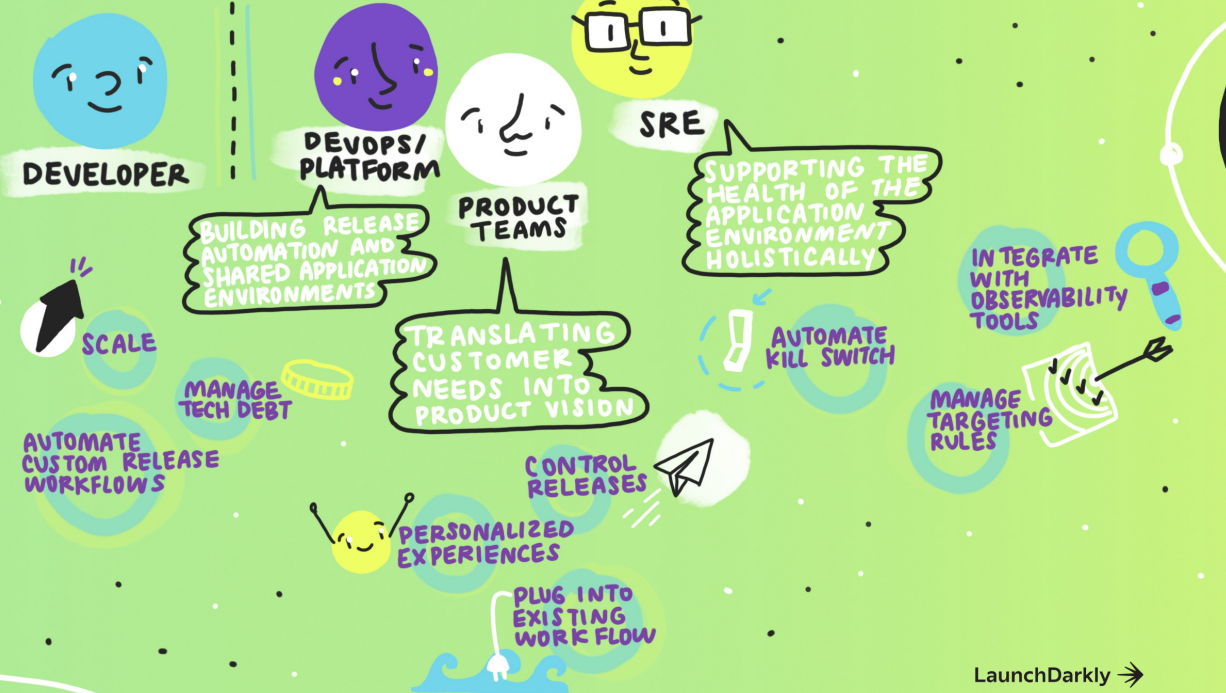 DEVELOPER
DEVOPS/
PLATFORM
PRODUCT
TEAMS
SRE
BUILDING RELEASE
AUTOMATION AND
SHARED APPLICATION
ENVIRONMENTS
TRANSLATING
CUSTOMER
NEEDS INTO
PRODUCT VISION
SUPPORTING THE
HEALTH OF THE
APPLICATION
ENVIRONMENT
HOLISTICALLY
SCALE
MANAGE
TECH DEBT
AUTOMATE
CUSTOM RELEASE
WORKFLOWS
PERSONALIZED
EXPERIENCES
CONTROL
RELEASES
PLUG INTO
EXISTING
WORK FLOW
AUTOMATE
KILL SWITCH
INTEGRATE
WITH
OBSERVABILITY
TOOLS
MANAGE
TARGETING
RULES
LaunchDarkly